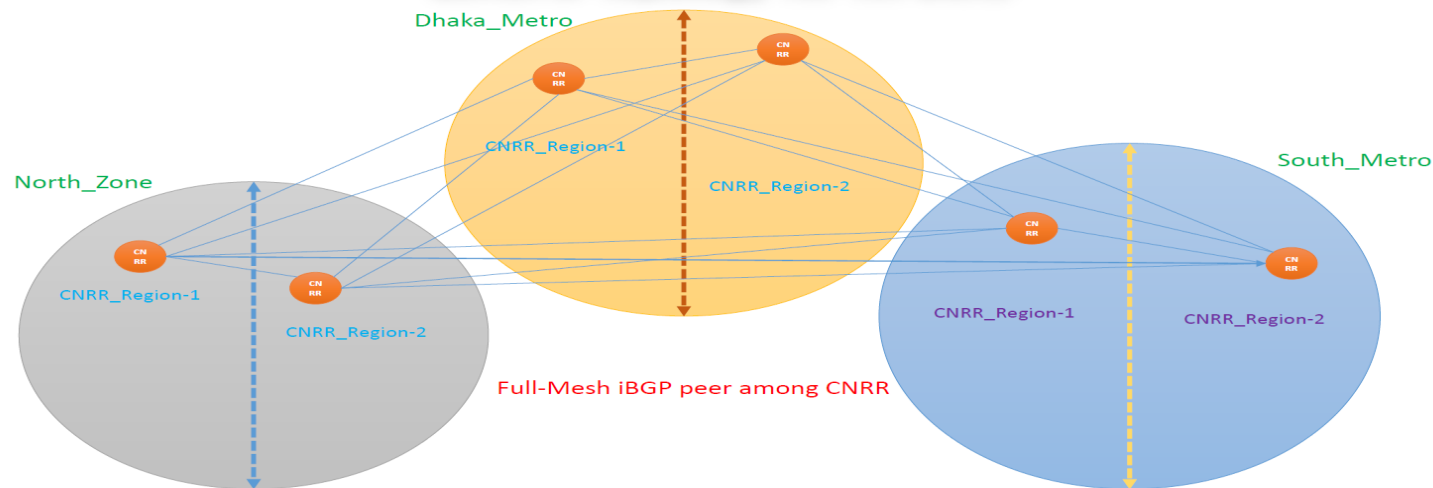 Dhaka_Metro
CN
RR
CN
RR
CNRR_Region-1
CNRR_Region-2
North_Zone
CN
RR
CNRR_Region-1
CN
RR
CNRR_Region-2
South_Metro
CN
RR
CN
RR
CNRR_Region-1
CNRR_Region-2
Full-Mesh iBGP peer among CNRR